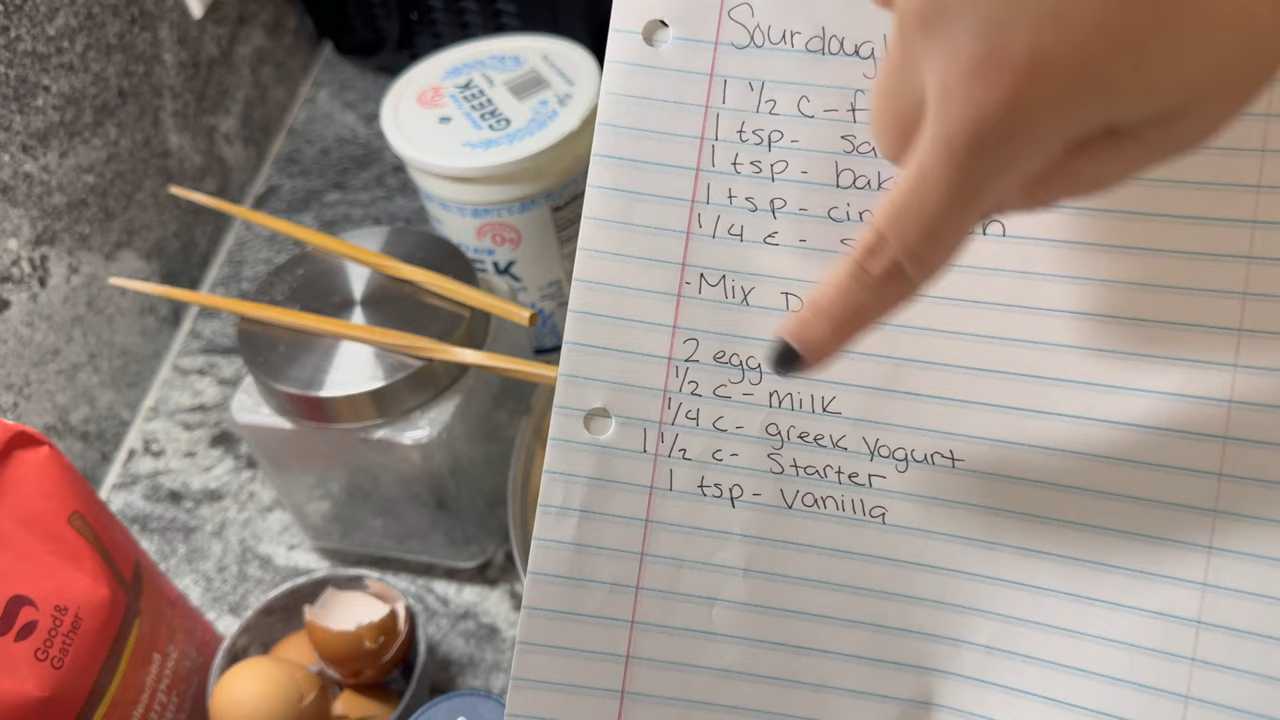 Sourdoug
1 1/2 c - f
1 tsp - sa
1 tsp - bak
1 tsp - cin n
1/4 c -
- Mix D
2 egg
1/2 c - milk
1/4 c - greek Yogurt
1 1/2 c - Starter
1 tsp - Vanilla
GREEK
EK
Good&
Gather